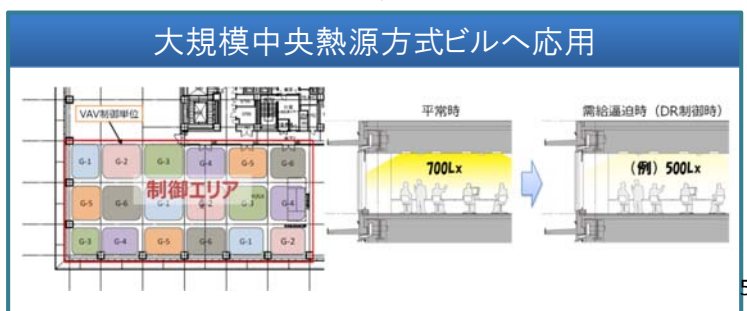 大規模中央熱源方式ビルへ応用
VAV制御単位
G-1 G-2 G-3 G-4 G-5 G-6
制御エリア
G-5 G-6 G-1 G-2 G-3 G-4
G-3 G-4 G-5 G-6 G-1 G-2
平常時
700Lx
需給逼迫時（DR制御時）
(例) 500Lx
5